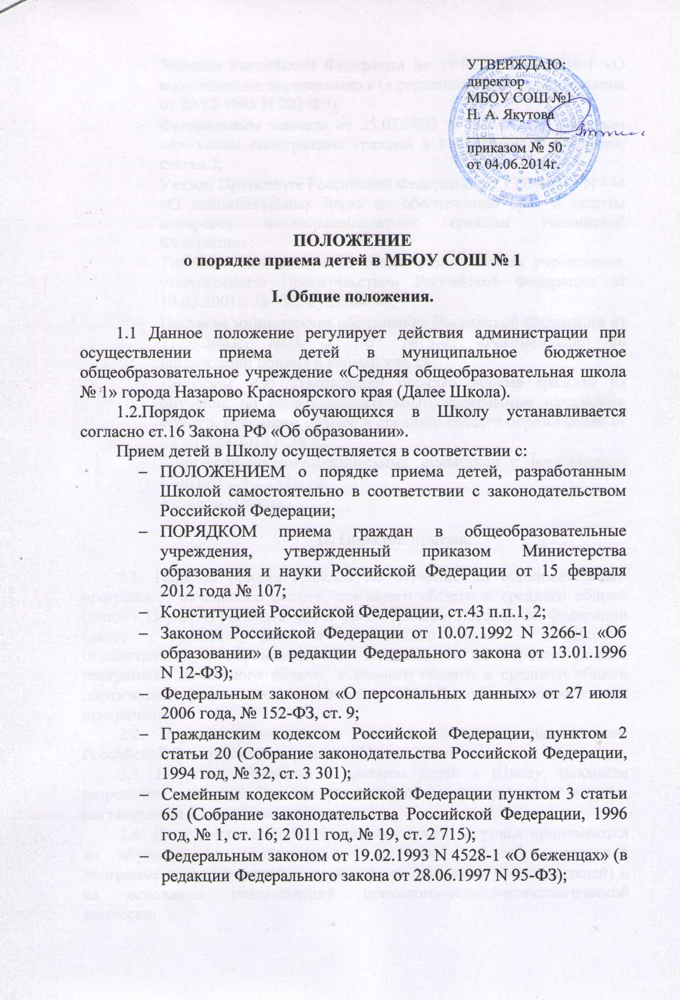 УТВЕРЖДАЮ:
директор
МБОУ СОШ №1
Н. А. Якутова
приказом № 50
от 04.06.2014г.
ПОЛОЖЕНИЕ
о порядке приема детей в МБОУ СОШ № 1
I. Общие положения.
1.1 Данное положение регулирует действия администрации при
осуществлении приема детей в муниципальное бюджетное
общеобразовательное учреждение «Средняя общеобразовательная школа
№ 1» города Назарово Красноярского края (Далее Школа).
1.2.Порядок приема обучающихся в Школу устанавливается
согласно ст.16 Закона РФ «Об образовании».
Прием детей в Школу осуществляется в соответствии с:
– ПОЛОЖЕНИЕМ о порядке приема детей, разработанным
Школой самостоятельно в соответствии с законодательством
Российской Федерации;
– ПОРЯДКОМ приема граждан в общеобразовательные
учреждения, утвержденный приказом Министерства
образования и науки Российской Федерации от 15 февраля
2012 года № 107;
– Конституцией Российской Федерации, ст.43 п.п.1, 2;
– Законом Российской Федерации от 10.07.1992 N 3266-1 «Об
образовании» (в редакции Федерального закона от 13.01.1996
N 12-ФЗ);
Федеральным законом «О персональных данных» от 27 июля
2006 года, № 152-ФЗ, ст. 9;
– Гражданским кодексом Российской Федерации, пунктом 2
статьи 20 (Собрание законодательства Российской Федерации,
1994 год, № 32, ст. 3 301);
– Семейным кодексом Российской Федерации пунктом 3 статьи
65 (Собрание законодательства Российской Федерации, 1996
год, № 1, ст. 16; 2 011 год, № 19, ст. 2 715);
– Федеральным законом от 19.02.1993 N 4528-1 «О беженцах» (в
редакции Федерального закона от 28.06.1997 N 95-ФЗ);